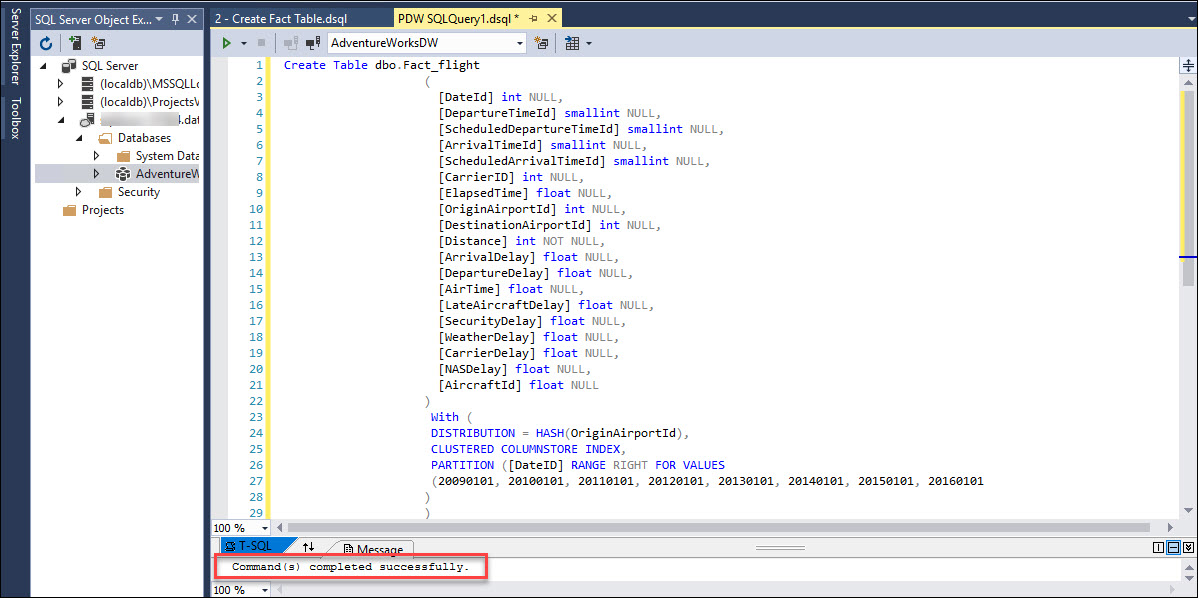 Server Explorer
Toolbox
SQL Server Object Ex...
2 - Create Fact Table.dsql
PDW SQLQuery1.dsql *
AdventureWorksDW
SQL Server
(localdb)\MSSQLLo
(localdb)\ProjectsV
.dat
Databases
System Data
AdventureW
Security
Projects
1 Create Table dbo.Fact_flight
2 (
3 [DateId] int NULL,
4 [DepartureTimeId] smallint NULL,
5 [ScheduledDepartureTimeId] smallint NULL,
6 [ArrivalTimeId] smallint NULL,
7 [ScheduledArrivalTimeId] smallint NULL,
8 [CarrierID] int NULL,
9 [ElapsedTime] float NULL,
10 [OriginAirportId] int NULL,
11 [DestinationAirportId] int NULL,
12 [Distance] int NOT NULL,
13 [ArrivalDelay] float NULL,
14 [DepartureDelay] float NULL,
15 [AirTime] float NULL,
16 [LateAircraftDelay] float NULL,
17 [SecurityDelay] float NULL,
18 [WeatherDelay] float NULL,
19 [CarrierDelay] float NULL,
20 [NASDelay] float NULL,
21 [AircraftId] float NULL
22 )
23 With (
24 DISTRIBUTION = HASH(OriginAirportId),
25 CLUSTERED COLUMNSTORE INDEX,
26 PARTITION ([DateID] RANGE RIGHT FOR VALUES
27 (20090101, 20100101, 20110101, 20120101, 20130101, 20140101, 20150101, 20160101
28 )
29 )
100 %
T-SQL
Message
Command(s) completed successfully.
100 %